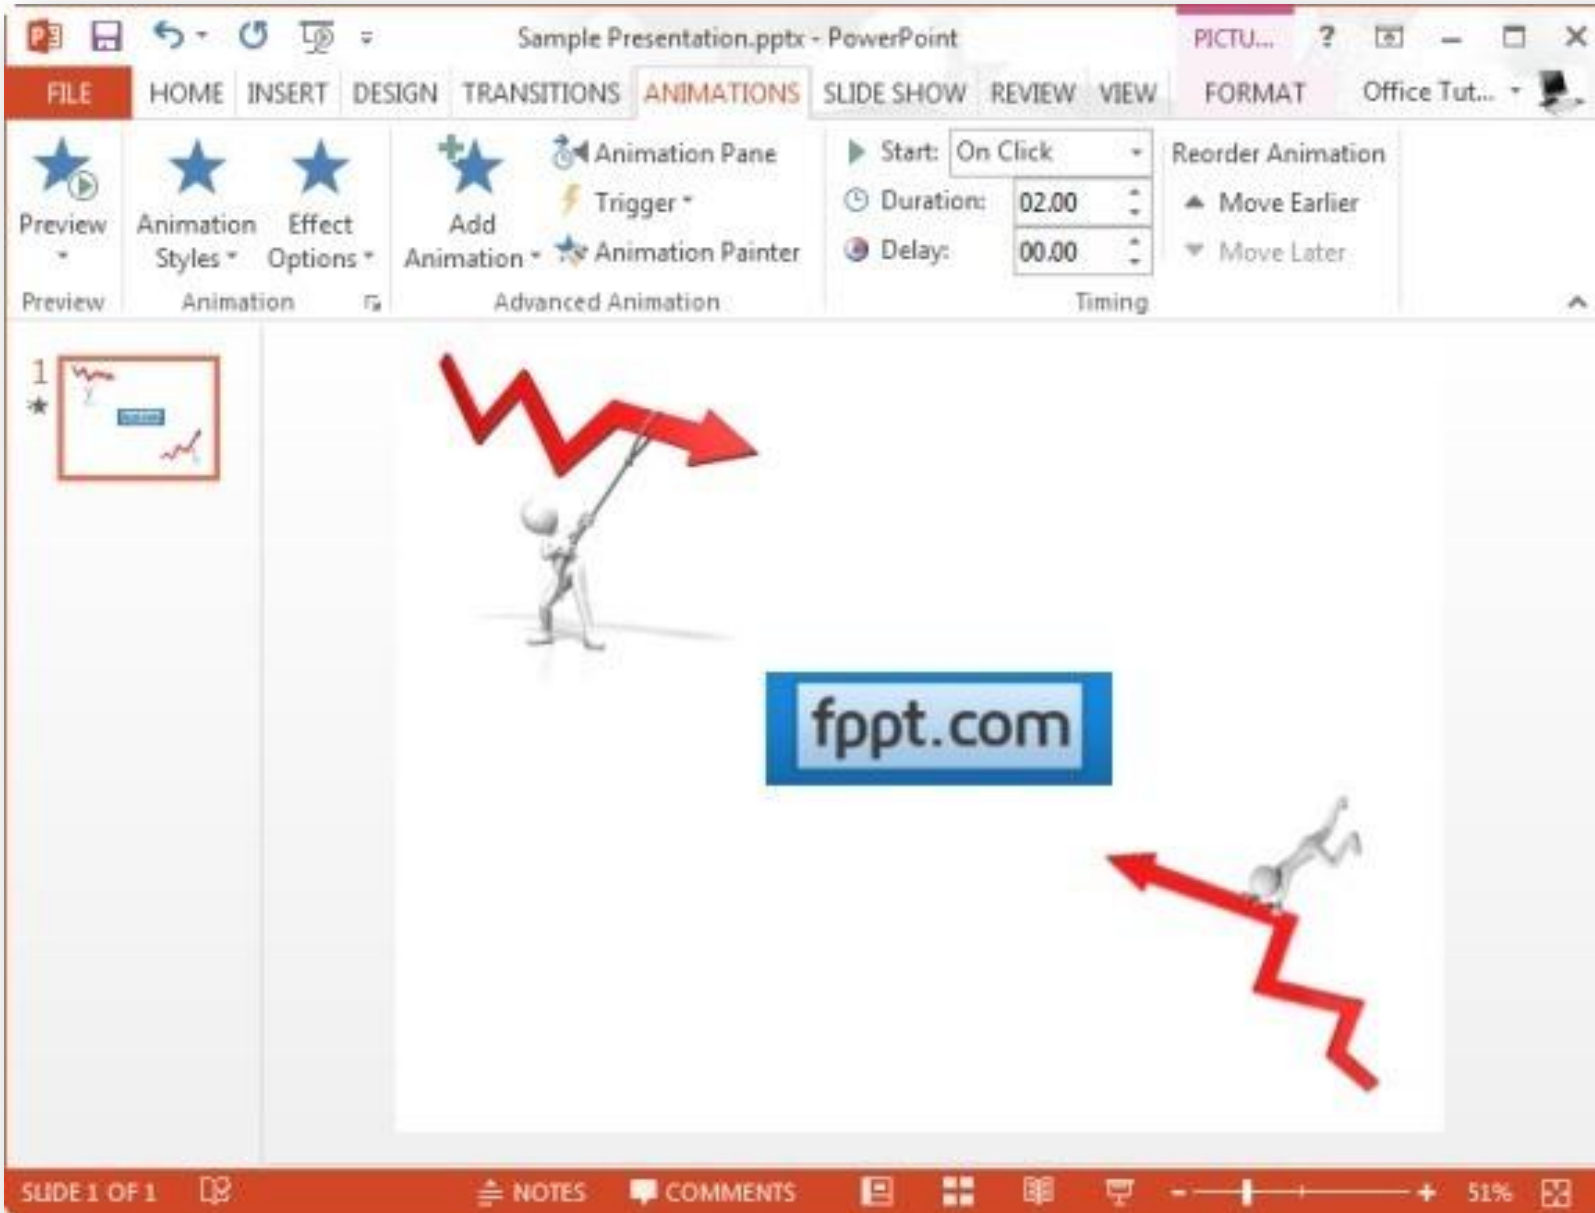 Sample Presentation.pptx - PowerPoint
PICTU... ?
FILE HOME INSERT DESIGN TRANSITIONS ANIMATIONS SLIDE SHOW REVIEW VIEW FORMAT Office Tut...
Preview
Animation Styles
Effect Options
Preview
Animation
Add Animation
Animation Pane
Trigger
Animation Painter
Advanced Animation
Start: On Click
Duration: 02.00
Delay: 00.00
Reorder Animation
Move Earlier
Move Later
Timing
1
fppt.com
SLIDE 1 OF 1 NOTES COMMENTS - + 51%